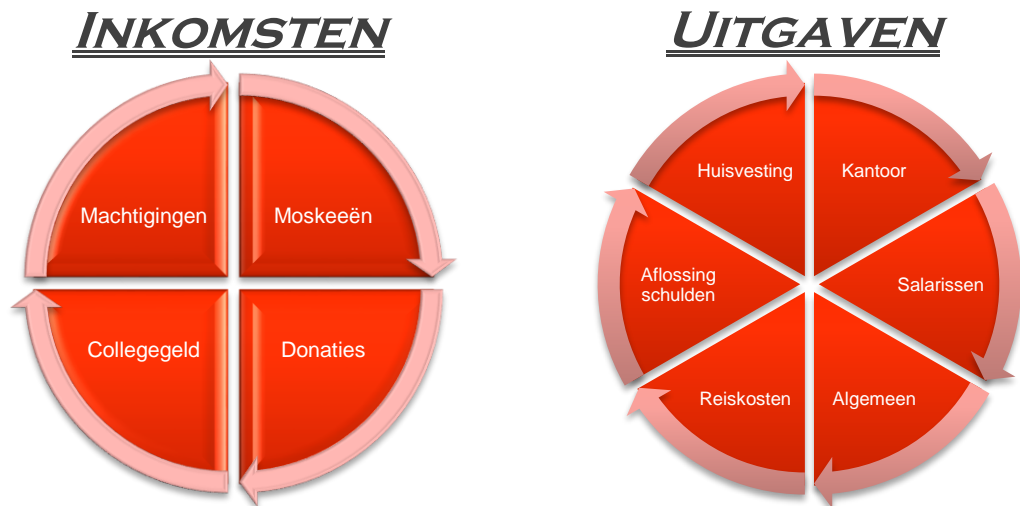 INKOMSTEN
Machtigingen
Moskeeën
Collegegeld
Donaties
UITGAVEN
Huisvesting
Kantoor
Aflossing
schulden
Salarissen
Reiskosten
Algemeen